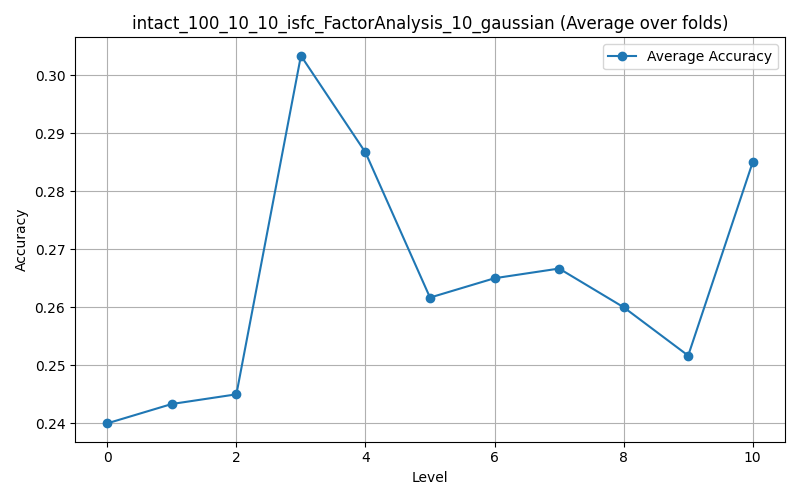 intact_100_10_10_isfc_FactorAnalysis_10_gaussian (Average over folds)
Average Accuracy
0.30
0.29
0.28
0.27
0.26
0.25
0.24
Accuracy
0 2 4 6 8 10
Level